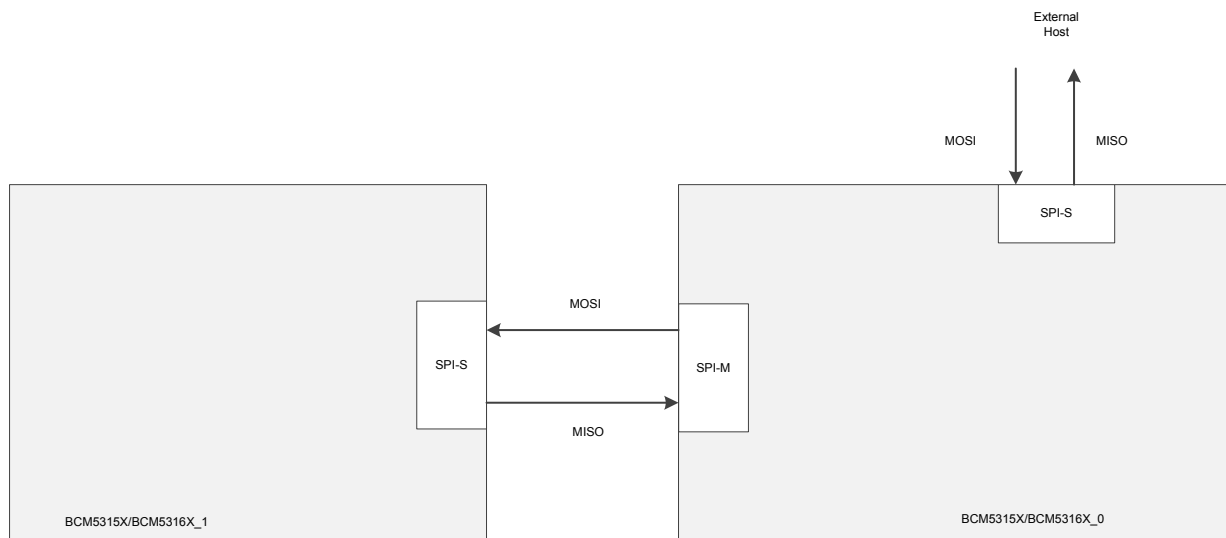 External
Host
MOSI
MISO
SPI-S
MOSI
SPI-S
SPI-M
MISO
BCM5315X/BCM5316X_1
BCM5315X/BCM5316X_0